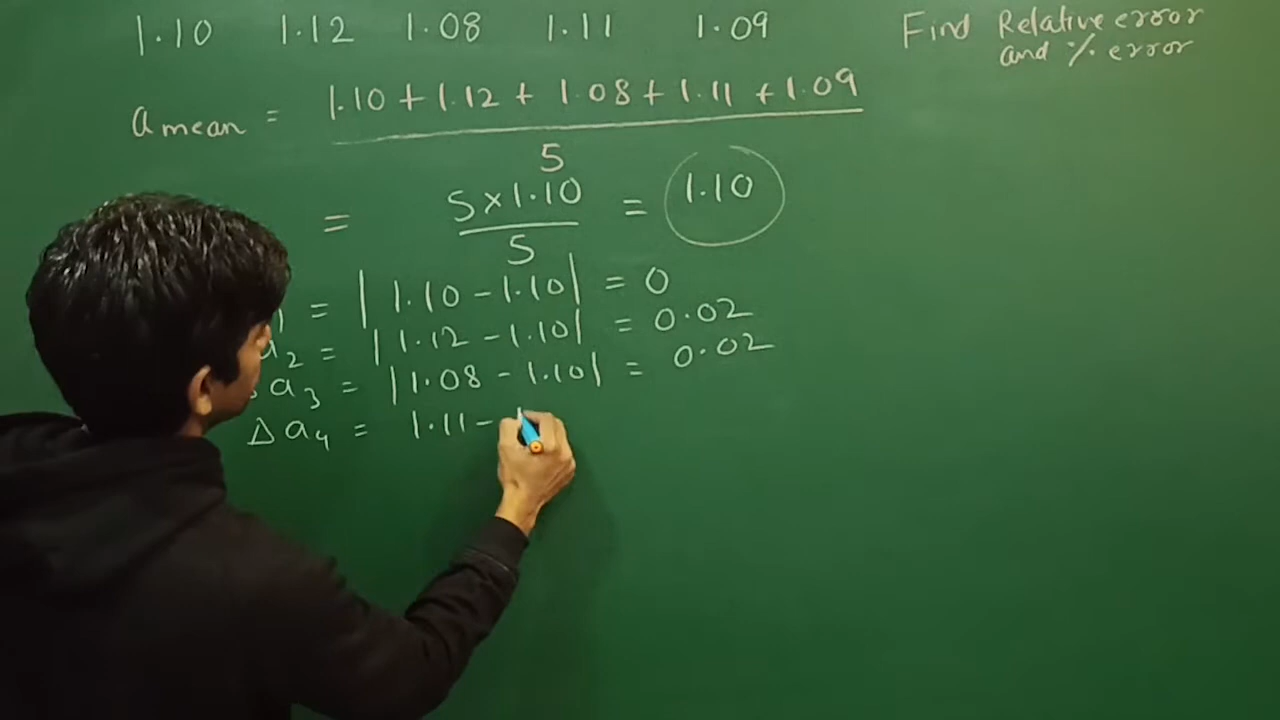 1.10 1.12 1.08 1.11 1.09
Find Relative error
and % error
a mean = 1.10 + 1.12 + 1.08 + 1.11 + 1.09
5
= 5×1.10 = 1.10
5
1 = |1.10 - 1.10| = 0
a2 = |1.12 - 1.10| = 0.02
Δa3 = |1.08 - 1.10| = 0.02
Δa4 = 1.11 -